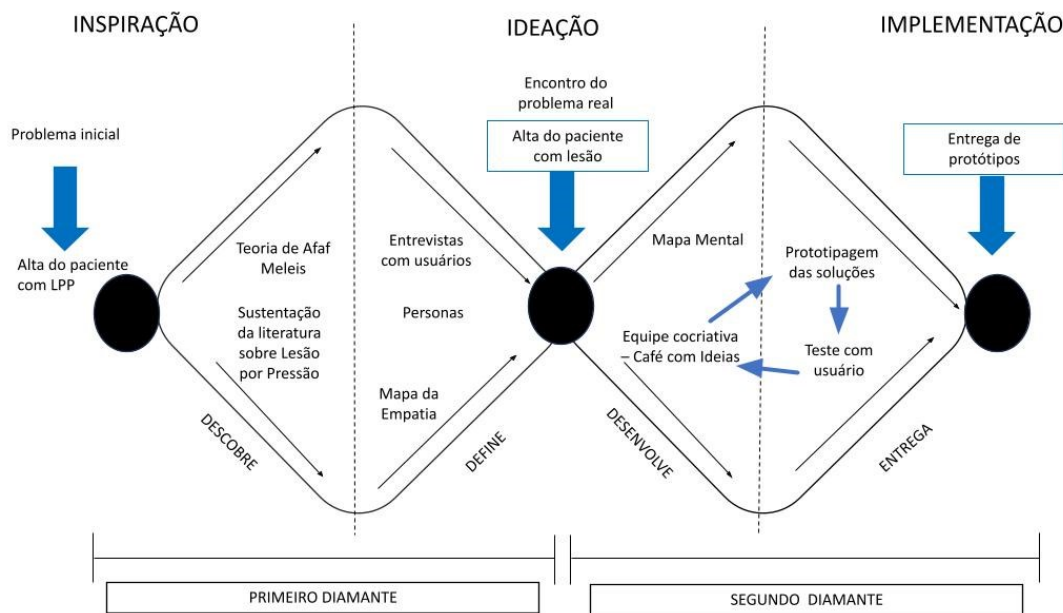 INSPIRAÇÃO
IDEAÇÃO
IMPLEMENTAÇÃO
Problema inicial
Alta do paciente
com LPP
Teoria de Afaf
Meleis
Sustentação
da literatura
sobre Lesão
por Pressão
DESCOBRE
Entrevistas
com usuários
Personas
Mapa da
Empatia
DEFINE
Encontro do
problema real
Alta do paciente
com lesão
Mapa Mental
Equipe cocriativa
– Café com Ideias
DESENVOLVE
Prototipagem
das soluções
Teste com
usuário
ENTREGA
Entrega de
protótipos
PRIMEIRO DIAMANTE
SEGUNDO DIAMANTE